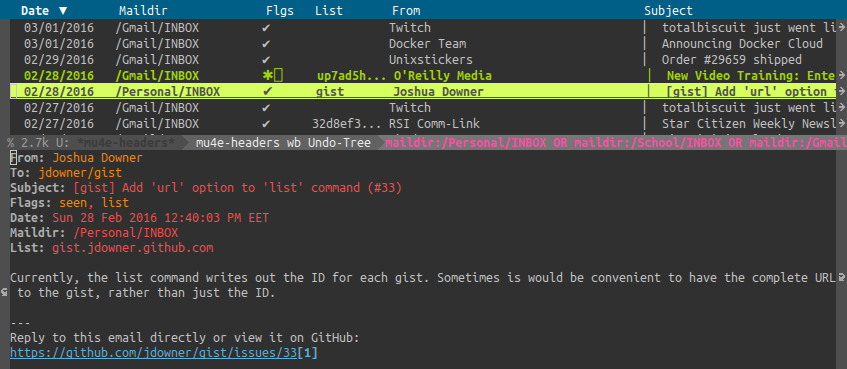 Date ▼ Maildir Flgs List From Subject
03/01/2016 /Gmail/INBOX ✔ Twitch | totalbiscuit just went li
03/01/2016 /Gmail/INBOX ✔ Docker Team | Announcing Docker Cloud
02/29/2016 /Gmail/INBOX ✔ Unixstickers | Order #29659 shipped
02/28/2016 /Gmail/INBOX ✱ up7ad5h... O'Reilly Media | New Video Training: Ente
02/28/2016 /Personal/INBOX ✔ gist Joshua Downer | [gist] Add 'url' option t
02/27/2016 /Gmail/INBOX ✔ Twitch | totalbiscuit just went li
02/27/2016 /Gmail/INBOX ✔ 32d8ef3... RSI Comm-Link | Star Citizen Weekly Newsl
% 2.7k U: *mu4e-headers* mu4e-headers wb Undo-Tree maildir:/Personal/INBOX OR maildir:/School/INBOX OR maildir:/Gmail
From: Joshua Downer
To: jdowner/gist
Subject: [gist] Add 'url' option to 'list' command (#33)
Flags: seen, list
Date: Sun 28 Feb 2016 12:40:03 PM EET
Maildir: /Personal/INBOX
List: gist.jdowner.github.com
Currently, the list command writes out the ID for each gist. Sometimes is would be convenient to have the complete URL
to the gist, rather than just the ID.
---
Reply to this email directly or view it on GitHub:
https://github.com/jdowner/gist/issues/33[1]